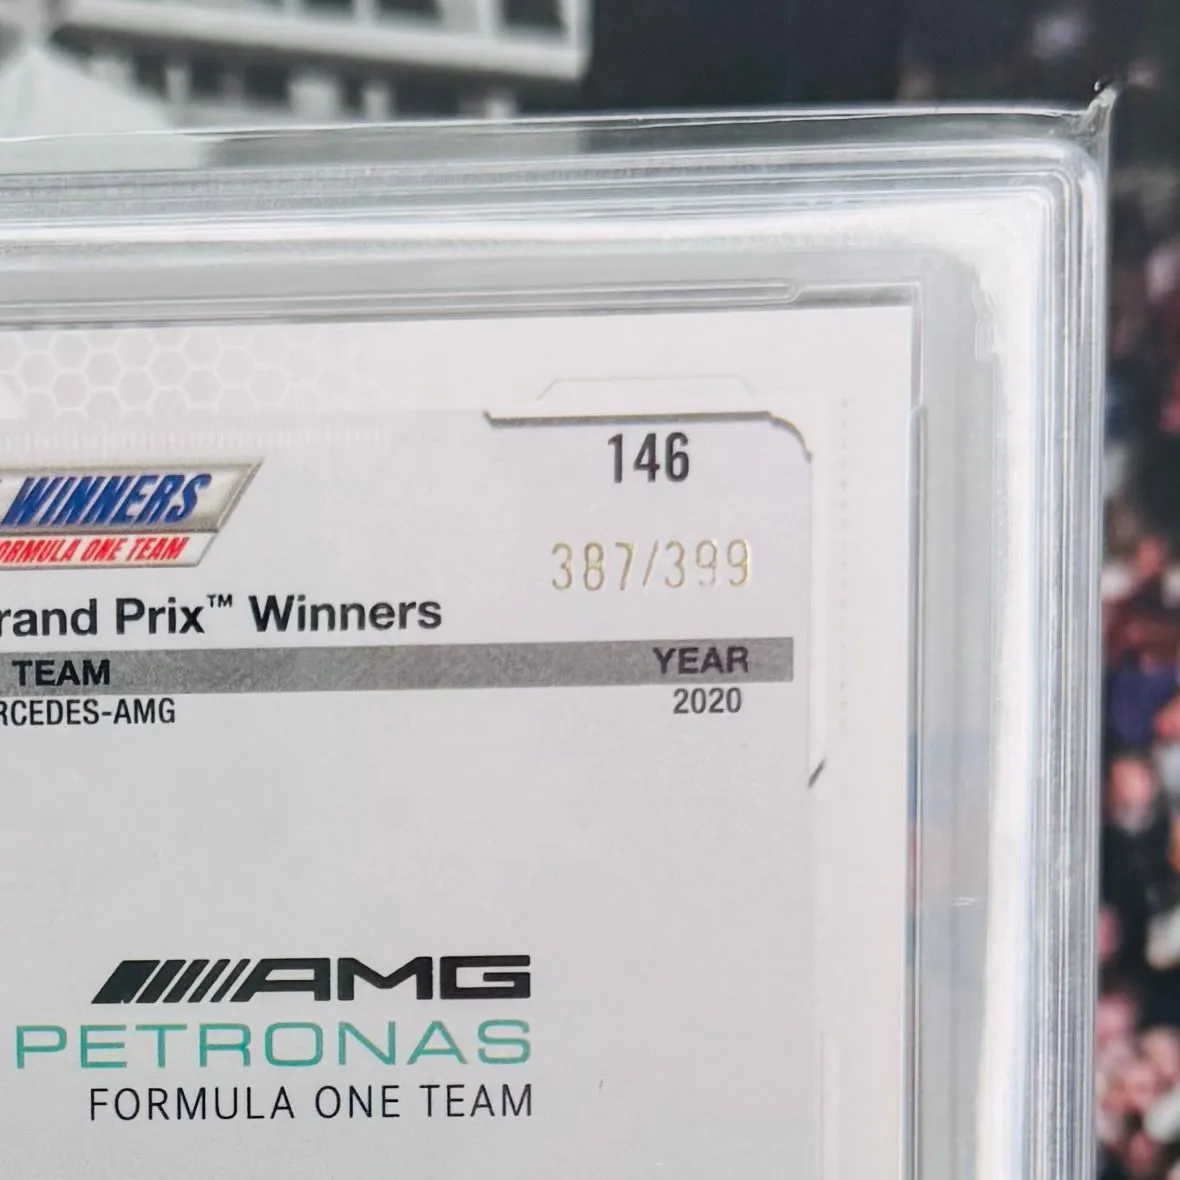 146
WINNERS
FORMULA ONE TEAM
387/399
rand Prix™ Winners
TEAM YEAR
RCEDES-AMG 2020
AMG
PETRONAS
FORMULA ONE TEAM